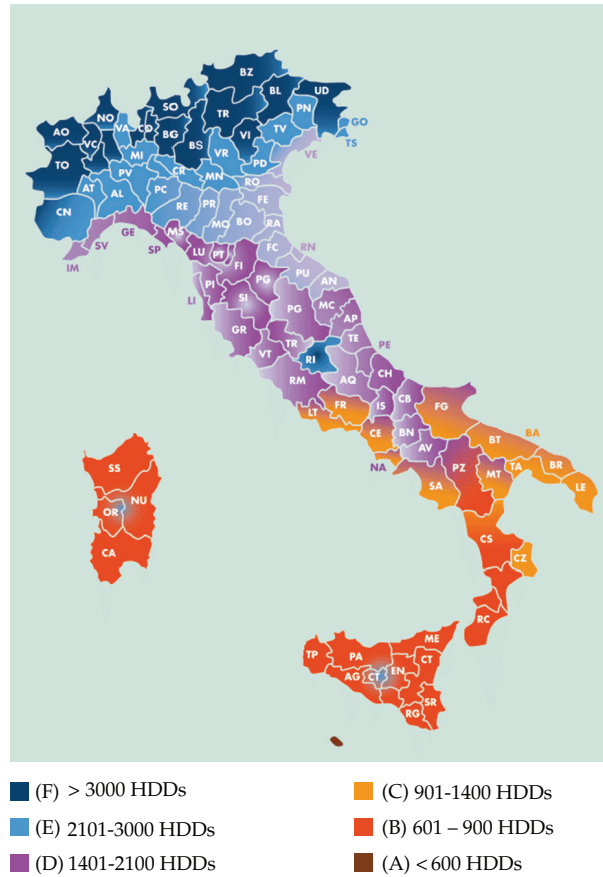 BZ
SO
BL
UD
NO
TR
PN
AO
VA
CO
BG
GO
VC
BS
VI
TV
TS
TO
MI
VR
PD
VE
PV
CR
MN
RO
AT
AL
PC
CN
RE
PR
FE
MO
BO
RA
GE
MS
SV
SP
LU
PT
FC
RN
IM
FI
PU
PG
AN
PI
LI
SI
PG
MC
AP
GR
TE
TR
PE
VT
RI
AQ
CH
RM
CB
IS
FR
FG
LT
CE
BN
BT
BA
AV
NA
PZ
MT
TA
BR
SA
LE
SS
NU
OR
CS
CA
CZ
RC
ME
TP
PA
CT
EN
AG
CT
SR
RG
(F) > 3000 HDDs
(C) 901-1400 HDDs
(E) 2101-3000 HDDs
(B) 601 – 900 HDDs
(D) 1401-2100 HDDs
(A) <600 HDDs